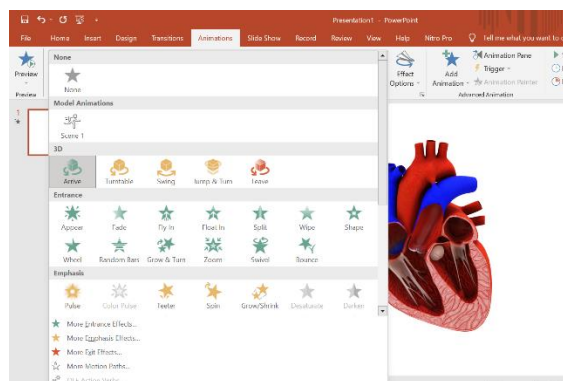 Presentation1 - PowerPoint
File Home Insert Design Transitions Animations Slide Show Record Review View Help Nitro Pro Tell me what you want to
Preview
Preview
None
None
Model Animations
Scene 1
3D
Arrive Turntable Swing Jump & Turn Leave
Entrance
Appear Fade Fly In Float In Split Wipe Shape
Wheel Random Bars Grow & Turn Zoom Swivel Bounce
Emphasis
Pulse Color Pulse Teeter Spin Grow/Shrink Desaturate Darken
More Entrance Effects...
More Emphasis Effects...
More Exit Effects...
More Motion Paths...
Effect Options
Add Animation
Animation Pane
Trigger
Animation Painter
Advanced Animation
1